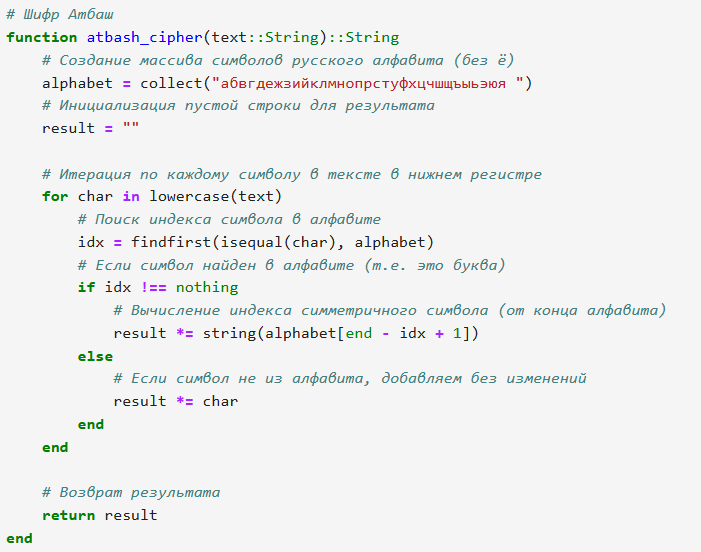 # Шифр Атбаш
function atbash_cipher(text::String)::String
    # Создание массива символов русского алфавита (без ё)
    alphabet = collect("абвгдежзийклмнопрстуфхцчшщъыьэюя ")
    # Инициализация пустой строки для результата
    result = ""

    # Итерация по каждому символу в тексте в нижнем регистре
    for char in lowercase(text)
        # Поиск индекса символа в алфавите
        idx = findfirst(isequal(char), alphabet)
        # Если символ найден в алфавите (т.е. это буква)
        if idx !== nothing
            # Вычисление индекса симметричного символа (от конца алфавита)
            result *= string(alphabet[end - idx + 1])
        else
            # Если символ не из алфавита, добавляем без изменений
            result *= char
        end
    end

    # Возврат результата
    return result
end